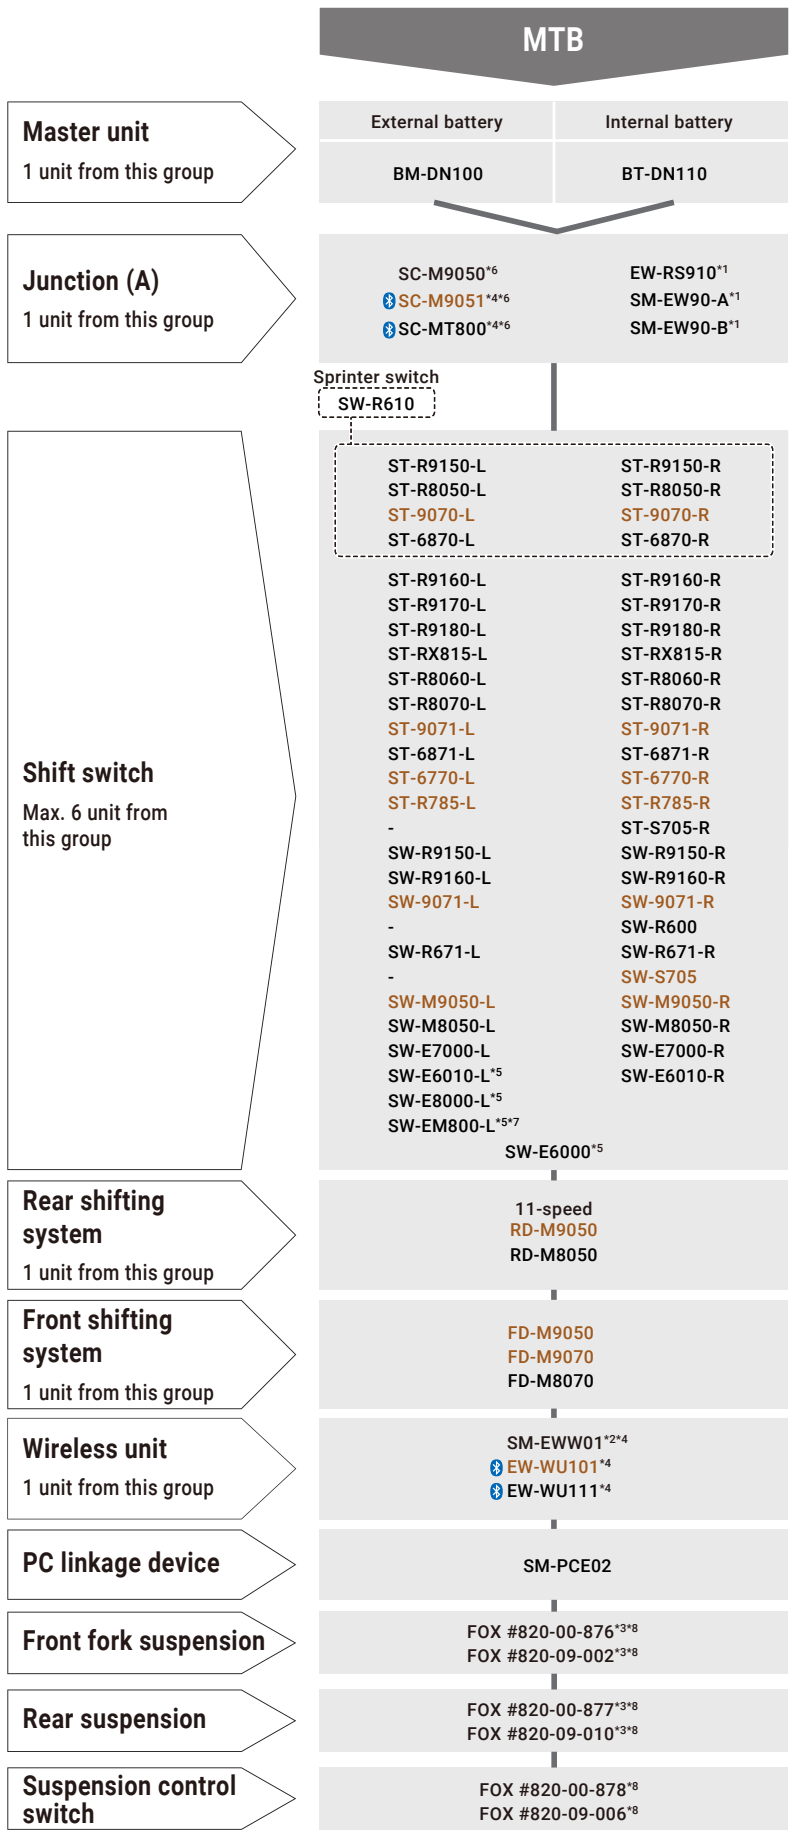 MTB
Master unit
1 unit from this group
External battery
Internal battery
BM-DN100
BT-DN110
Junction (A)
1 unit from this group
SC-M9050*6
SC-M9051*4*6
SC-MT800*4*6
EW-RS910*1
SM-EW90-A*1
SM-EW90-B*1
Sprinter switch
SW-R610
Shift switch
Max. 6 unit from
this group
ST-R9150-L ST-R9150-R
ST-R8050-L ST-R8050-R
ST-9070-L ST-9070-R
ST-6870-L ST-6870-R
ST-R9160-L ST-R9160-R
ST-R9170-L ST-R9170-R
ST-R9180-L ST-R9180-R
ST-RX815-L ST-RX815-R
ST-R8060-L ST-R8060-R
ST-R8070-L ST-R8070-R
ST-9071-L ST-9071-R
ST-6871-L ST-6871-R
ST-6770-L ST-6770-R
ST-R785-L ST-R785-R
- ST-S705-R
SW-R9150-L SW-R9150-R
SW-R9160-L SW-R9160-R
SW-9071-L SW-9071-R
- SW-R600
SW-R671-L SW-R671-R
- SW-S705
SW-M9050-L SW-M9050-R
SW-M8050-L SW-M8050-R
SW-E7000-L SW-E7000-R
SW-E6010-L*5 SW-E6010-R
SW-E8000-L*5
SW-EM800-L*5*7
SW-E6000*5
Rear shifting
system
1 unit from this group
11-speed
RD-M9050
RD-M8050
Front shifting
system
1 unit from this group
FD-M9050
FD-M9070
FD-M8070
Wireless unit
1 unit from this group
SM-EWW01*2*4
EW-WU101*4
EW-WU111*4
PC linkage device
SM-PCE02
Front fork suspension
FOX #820-00-876*3*8
FOX #820-09-002*3*8
Rear suspension
FOX #820-00-877*3*8
FOX #820-09-010*3*8
Suspension control
switch
FOX #820-00-878*8
FOX #820-09-006*8